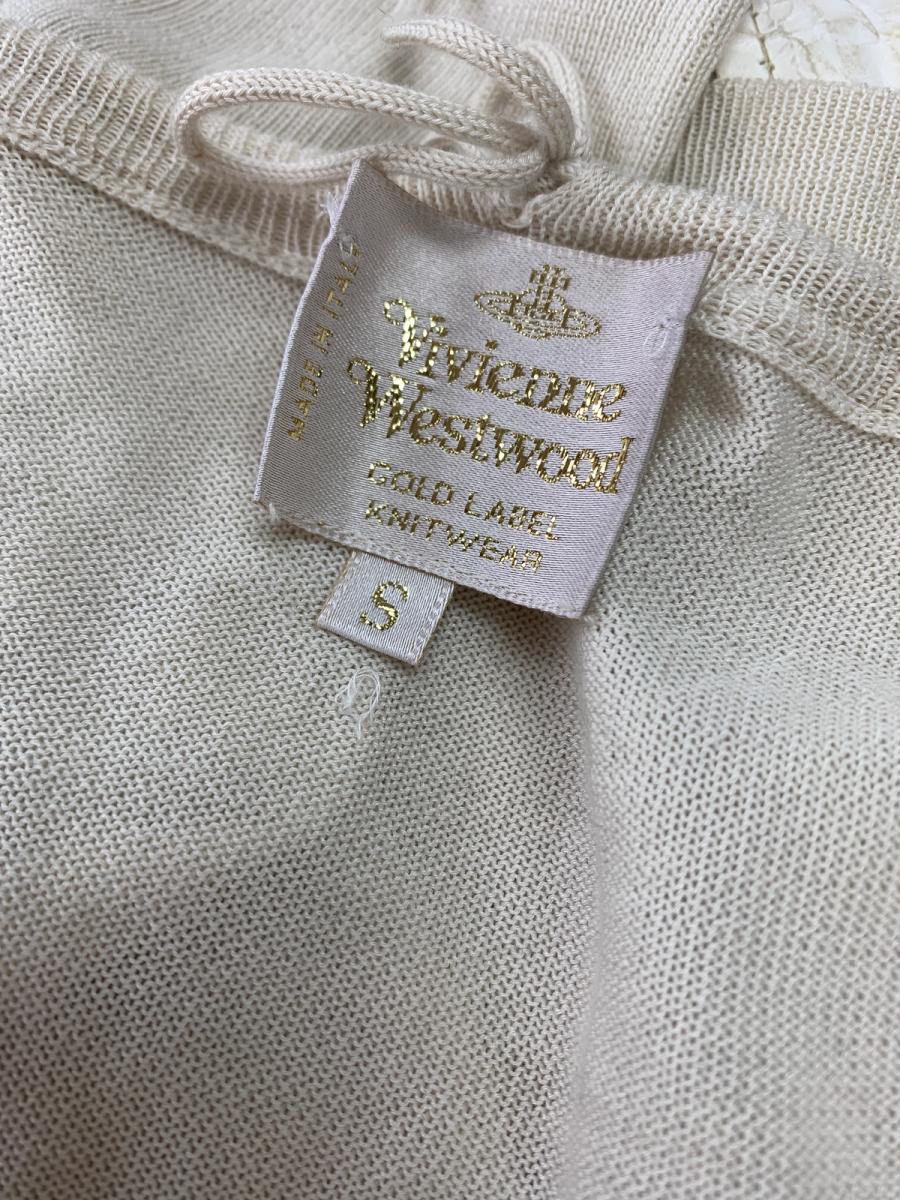 MADE IN ITALY
Vivienne
Westwood
GOLD LABEL
KNITWEAR
S